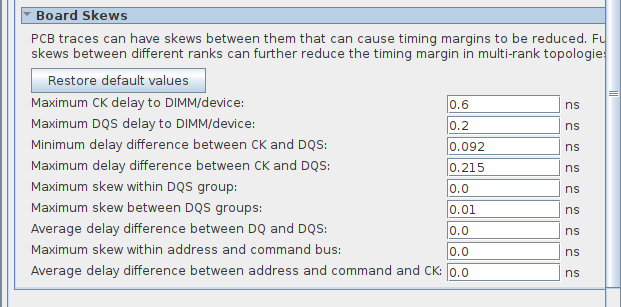 Board Skews
PCB traces can have skews between them that can cause timing margins to be reduced. Fu
skews between different ranks can further reduce the timing margin in multi-rank topologies
Restore default values
Maximum CK delay to DIMM/device: 0.6 ns
Maximum DQS delay to DIMM/device: 0.2 ns
Minimum delay difference between CK and DQS: 0.092 ns
Maximum delay difference between CK and DQS: 0.215 ns
Maximum skew within DQS group: 0.0 ns
Maximum skew between DQS groups: 0.01 ns
Average delay difference between DQ and DQS: 0.0 ns
Maximum skew within address and command bus: 0.0 ns
Average delay difference between address and command and CK: 0.0 ns